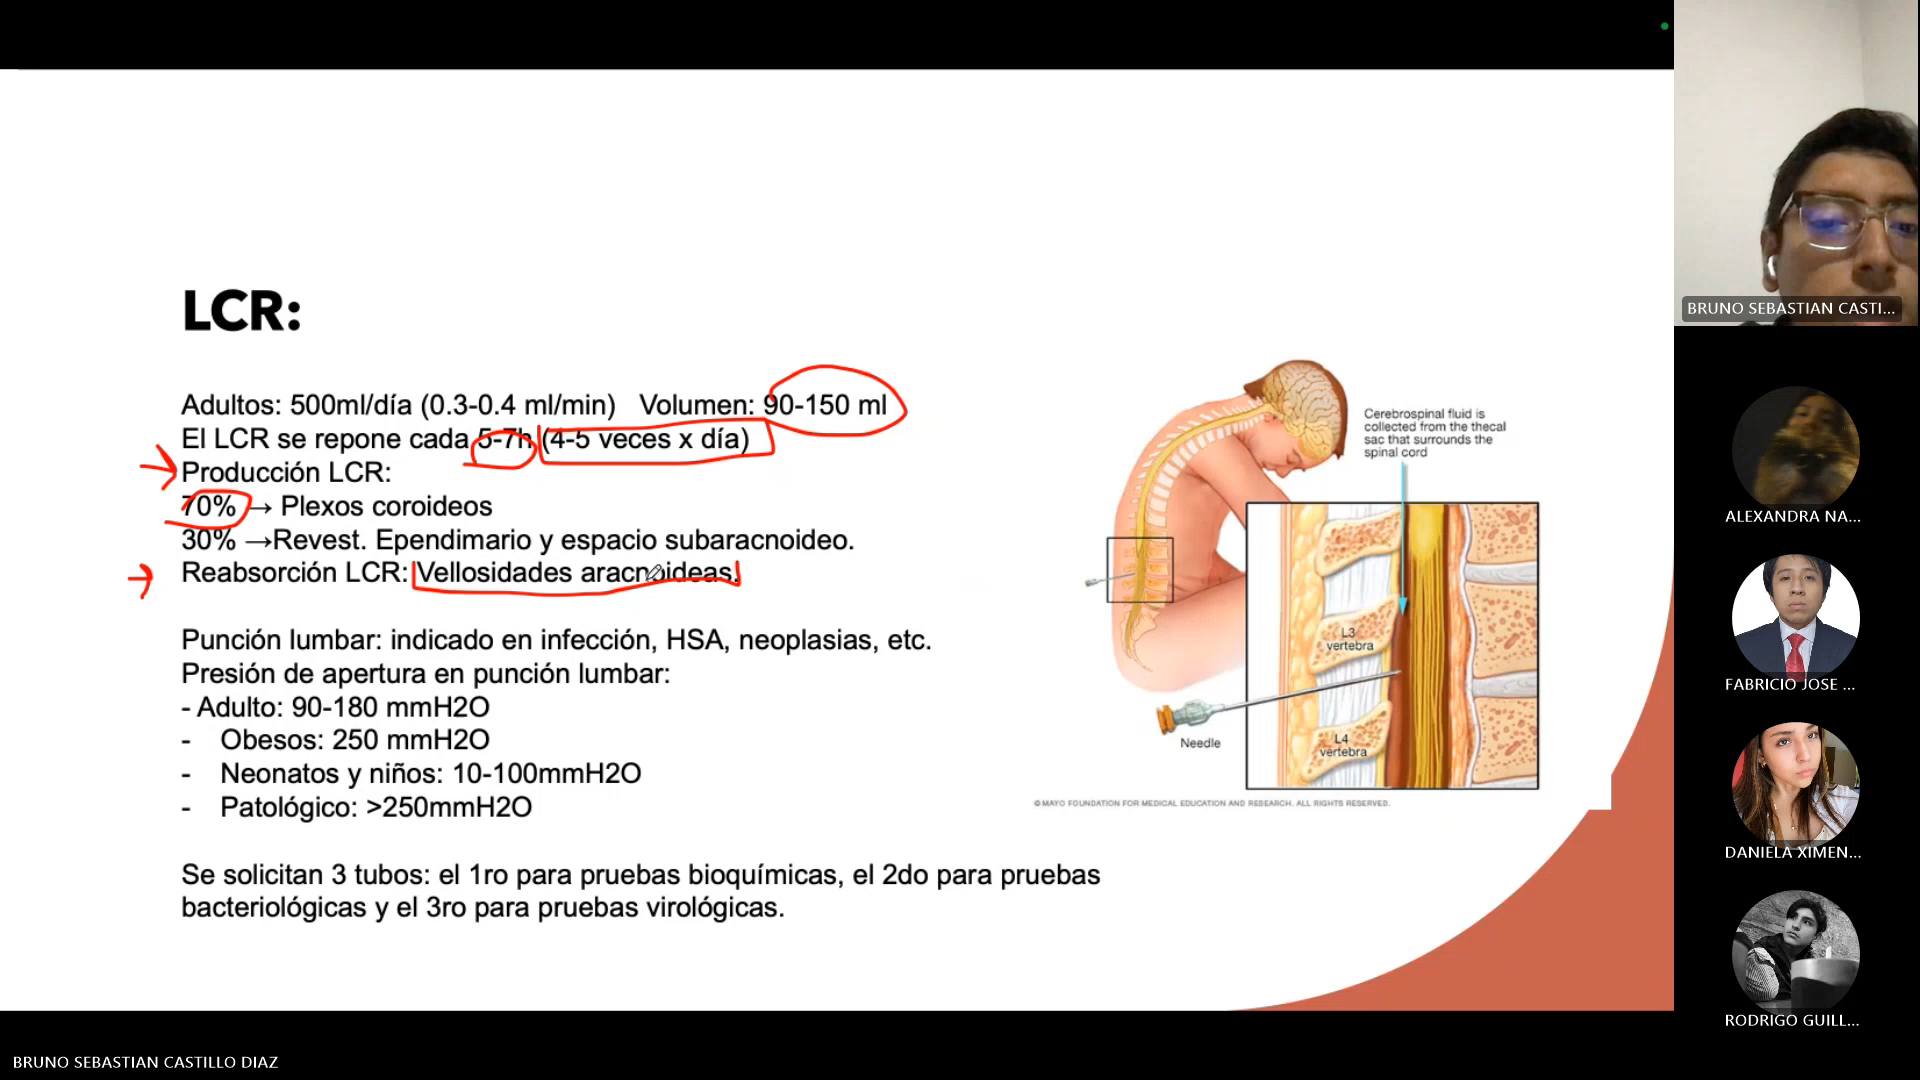 LCR:
Adultos: 500ml/día (0.3-0.4 ml/min) Volumen: 90-150 ml
El LCR se repone cada 5-7h (4-5 veces x día)
Producción LCR:
70% → Plexos coroideos
30% →Revest. Ependimario y espacio subaracnoideo.
Reabsorción LCR: Vellosidades aracnoideas.
Punción lumbar: indicado en infección, HSA, neoplasias, etc.
Presión de apertura en punción lumbar:
- Adulto: 90-180 mmH2O
- Obesos: 250 mmH2O
- Neonatos y niños: 10-100mmH2O
- Patológico: >250mmH2O
Se solicitan 3 tubos: el 1ro para pruebas bioquímicas, el 2do para pruebas
bacteriológicas y el 3ro para pruebas virológicas.
Cerebrospinal fluid is
collected from the thecal
sac that surrounds the
spinal cord
L3
vertebra
L4
vertebra
Needle
© MAYO FOUNDATION FOR MEDICAL EDUCATION AND RESEARCH. ALL RIGHTS RESERVED.
BRUNO SEBASTIAN CASTI...
ALEXANDRA NA...
FABRICIO JOSE ...
DANIELA XIMEN...
RODRIGO GUILL...
BRUNO SEBASTIAN CASTILLO DIAZ